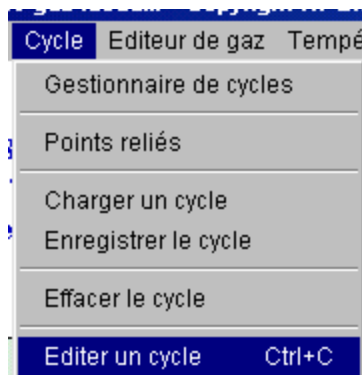 Cycle Editeur de gaz Tempé
Gestionnaire de cycles
Points reliés
Charger un cycle
Enregistrer le cycle
Effacer le cycle
Editer un cycle Ctrl+C